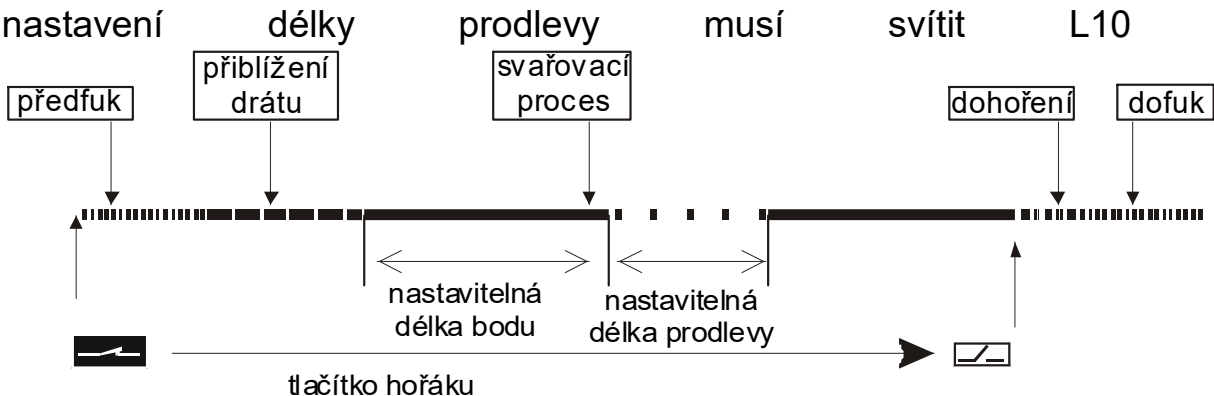 nastavení délky prodlevy musí svítit L10
předfuk
přiblížení
drátu
svařovací
proces
dohoření
dofuk
nastavitelná
délka bodu
nastavitelná
délka prodlevy
tlačítko hořáku